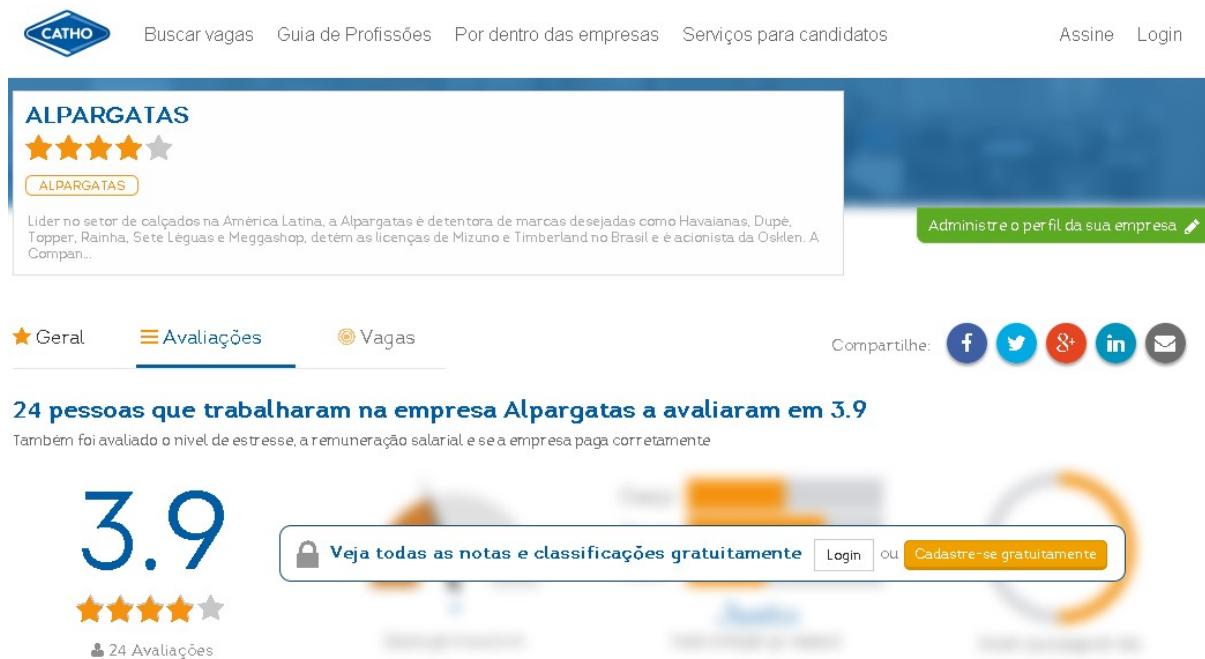 CATHO
Buscar vagas Guia de Profissões Por dentro das empresas Serviços para candidatos Assine Login
ALPARGATAS
ALPARGATAS
Líder no setor de calçados na América Latina, a Alpargatas é detentora de marcas desejadas como Havaianas, Dupé,
Topper, Rainha, Sete Léguas e Meggashop, detém as licenças de Mizuno e Timberland no Brasil e é acionista da Osklen. A
Compan...
Administre o perfil da sua empresa
Geral Avaliações Vagas
Compartilhe: f 8+ in
24 pessoas que trabalharam na empresa Alpargatas a avaliaram em 3.9
Também foi avaliado o nível de estresse, a remuneração salarial e se a empresa paga corretamente
3.9
Veja todas as notas e classificações gratuitamente Login ou Cadastre-se gratuitamente
24 Avaliações